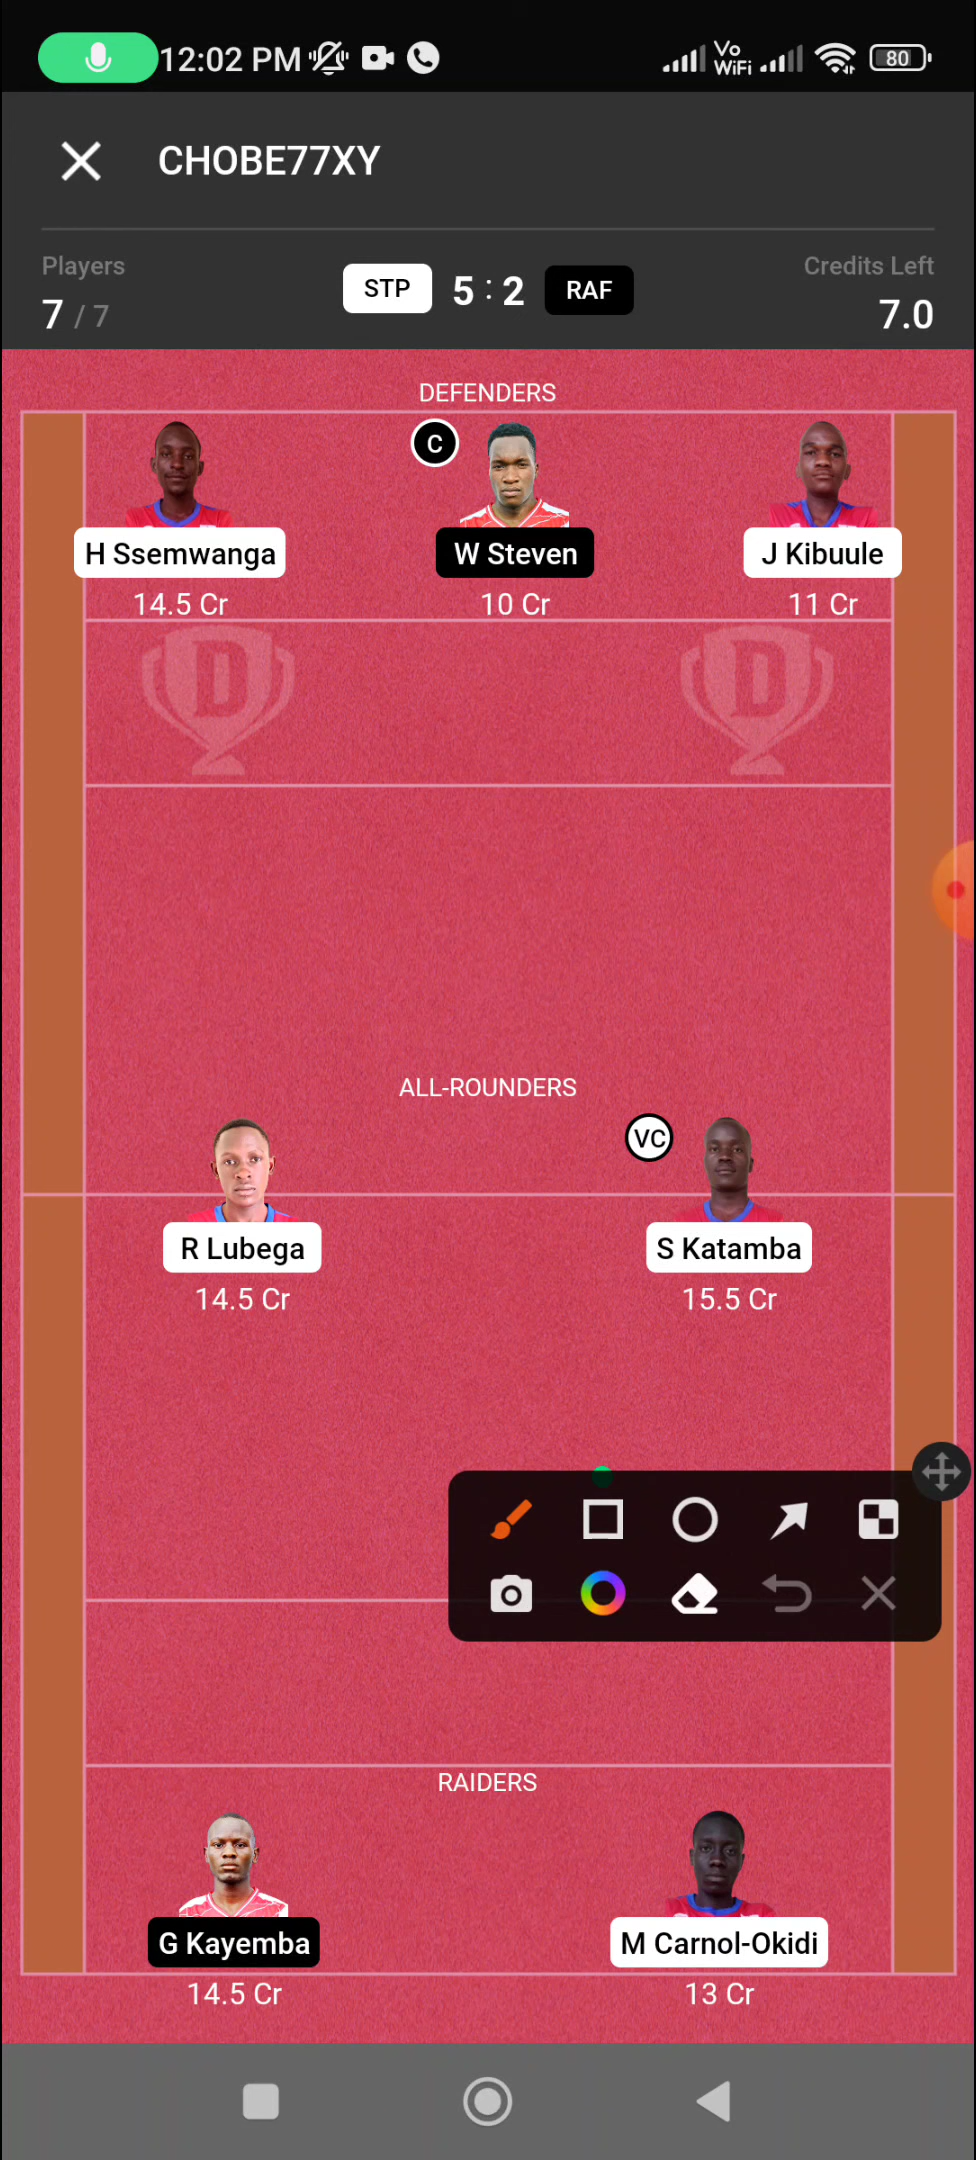 12:02 PM
Vo
WiFi
80
CHOBE77XY
Players
7 / 7
STP 5 : 2 RAF
Credits Left
7.0
DEFENDERS
C
H Ssemwanga
14.5 Cr
W Steven
10 Cr
J Kibuule
11 Cr
D D
ALL-ROUNDERS
VC
R Lubega
14.5 Cr
S Katamba
15.5 Cr
RAIDERS
G Kayemba
14.5 Cr
M Carnol-Okidi
13 Cr